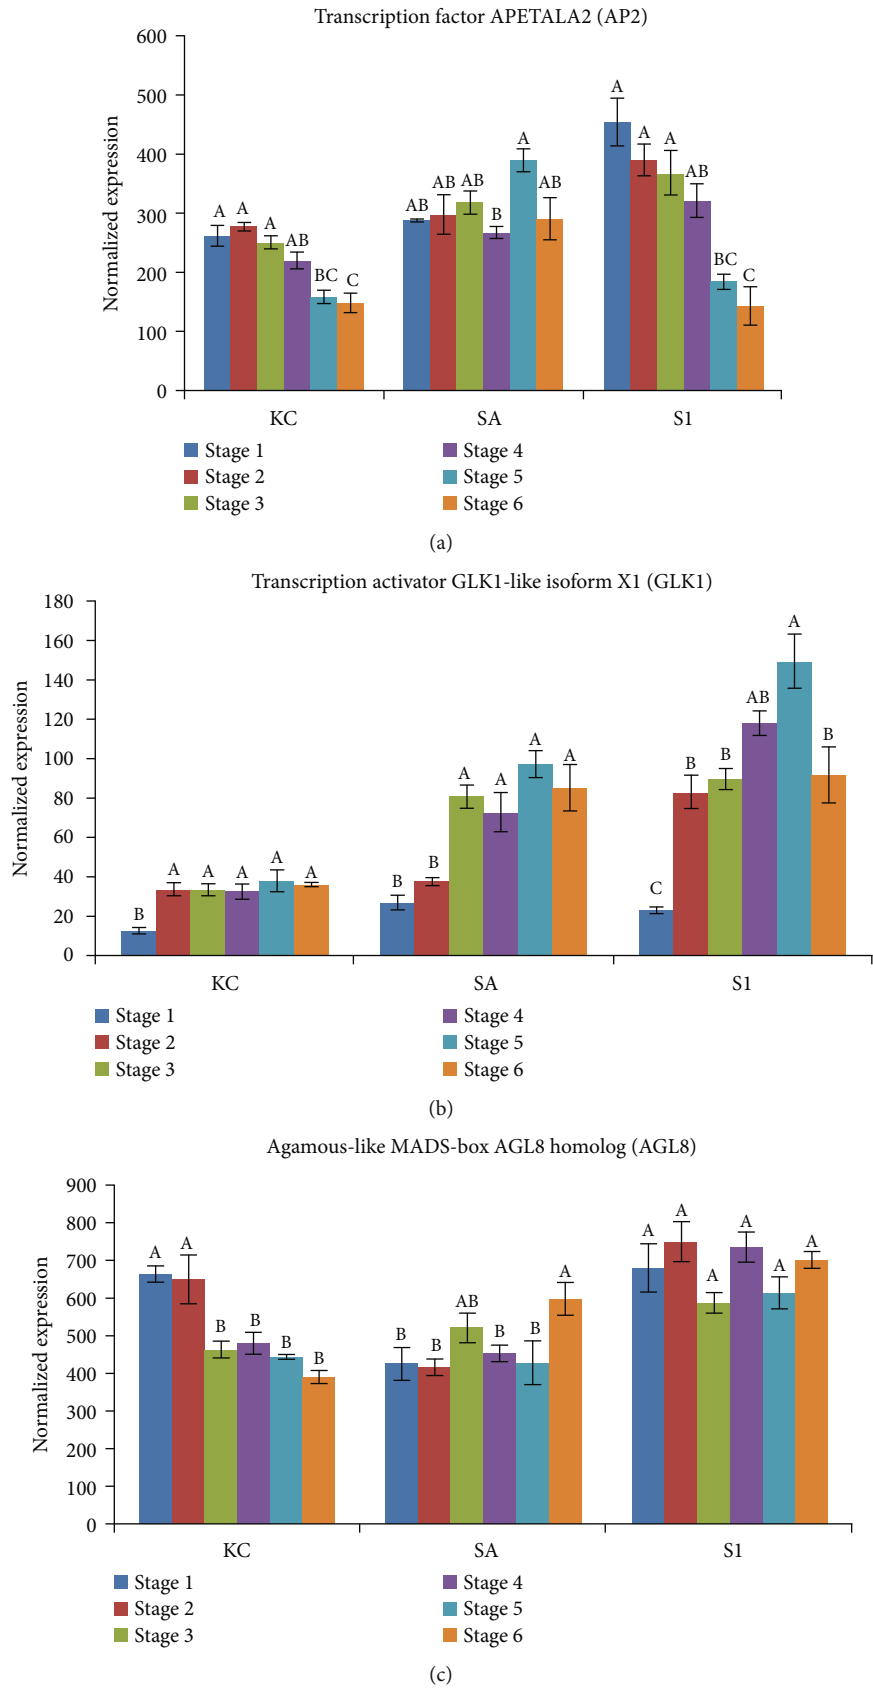 Transcription factor APETALA2 (AP2)
Normalized expression
600
500
400
300
200
100
0
A
A
A
AB
BC
C
AB
AB
AB
B
A
AB
A
A
A
AB
BC
C
KC
SA
S1
Stage 1
Stage 2
Stage 3
Stage 4
Stage 5
Stage 6
(a)
Transcription activator GLK1-like isoform X1 (GLK1)
Normalized expression
180
160
140
120
100
80
60
40
20
0
B
A
A
A
A
A
B
B
A
A
A
A
C
B
B
AB
A
B
KC
SA
S1
Stage 1
Stage 2
Stage 3
Stage 4
Stage 5
Stage 6
(b)
Agamous-like MADS-box AGL8 homolog (AGL8)
Normalized expression
900
800
700
600
500
400
300
200
100
0
A
A
B
B
B
B
B
B
AB
B
B
A
A
A
A
A
A
A
KC
SA
S1
Stage 1
Stage 2
Stage 3
Stage 4
Stage 5
Stage 6
(c)